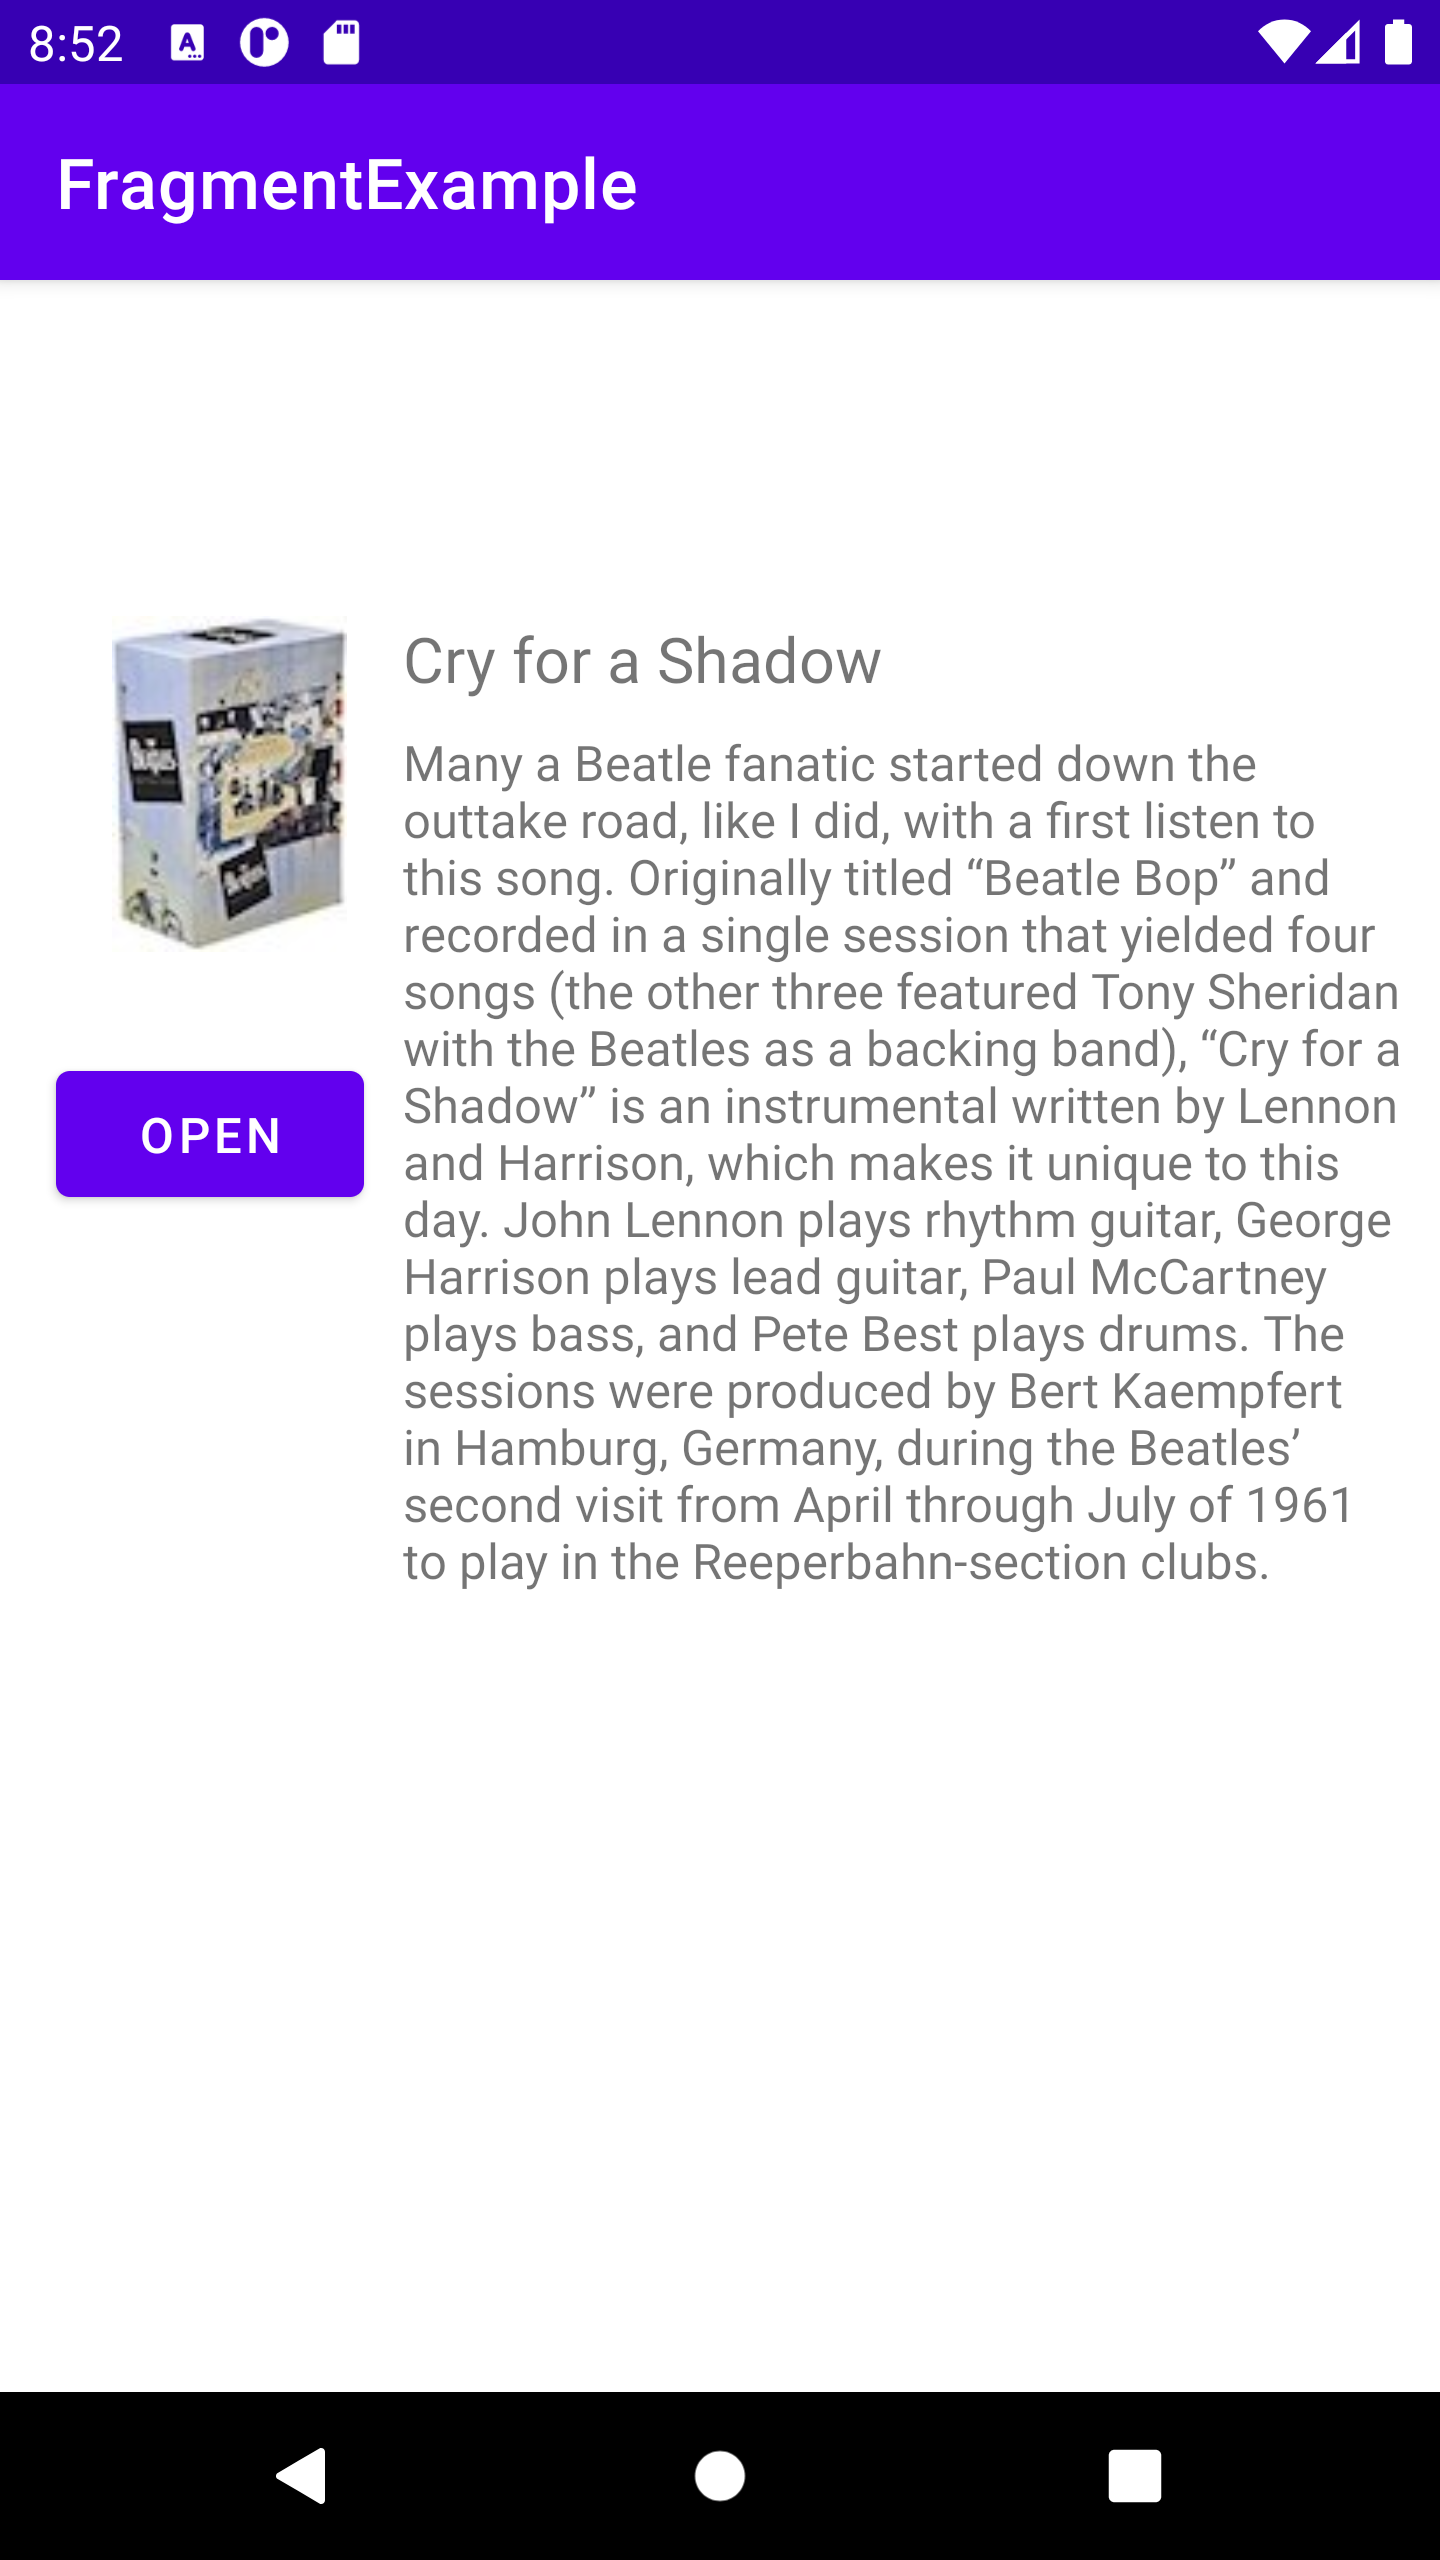 8:52
FragmentExample
Cry for a Shadow
Many a Beatle fanatic started down the
outtake road, like I did, with a first listen to
this song. Originally titled “Beatle Bop” and
recorded in a single session that yielded four
songs (the other three featured Tony Sheridan
with the Beatles as a backing band), “Cry for a
Shadow” is an instrumental written by Lennon
and Harrison, which makes it unique to this
day. John Lennon plays rhythm guitar, George
Harrison plays lead guitar, Paul McCartney
plays bass, and Pete Best plays drums. The
sessions were produced by Bert Kaempfert
in Hamburg, Germany, during the Beatles’
second visit from April through July of 1961
to play in the Reeperbahn-section clubs.
OPEN